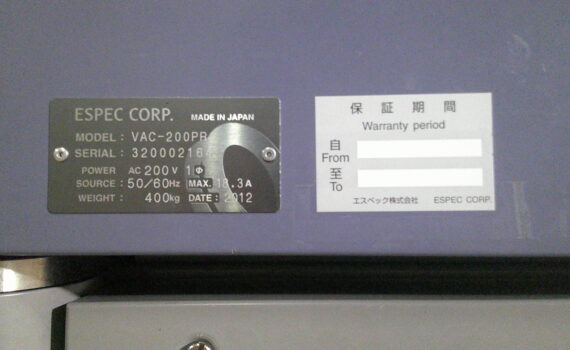 ESPEC CORP. MADE IN JAPAN
MODEL : VAC-200PR
SERIAL : 320002164
POWER SOURCE : AC 200 V 1Φ
50/60Hz MAX. 18.3A
WEIGHT : 400kg DATE : 2012
保証期間
Warranty period
自
From
至
To
エスペック株式会社 ESPEC CORP.